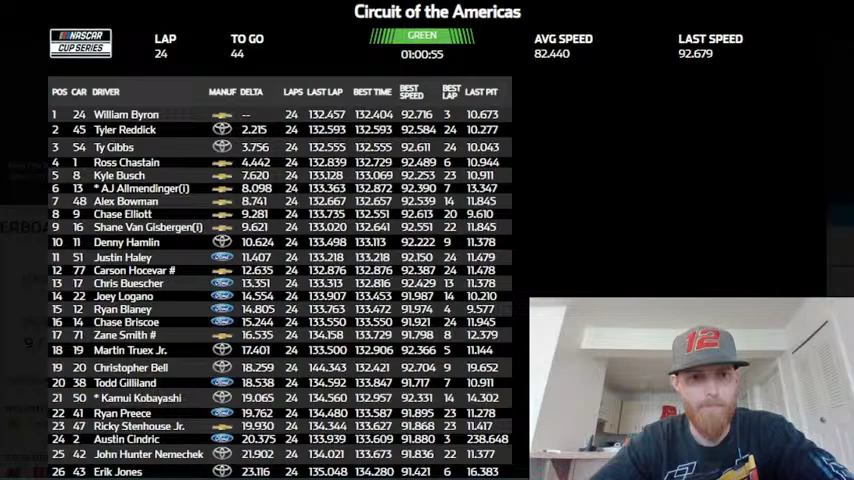 Circuit of the Americas
NASCAR CUP SERIES
LAP 24
TO GO 44
GREEN 01:00:55
AVG SPEED 82.440
LAST SPEED 92.679
POS CAR DRIVER MANUF DELTA LAPS LAST LAP BEST TIME BEST SPEED BEST LAP LAST PIT
1 24 William Byron -- 24 132.457 132.404 92.716 3 10.673
2 45 Tyler Reddick 2.215 24 132.593 132.593 92.584 24 10.277
3 54 Ty Gibbs 3.756 24 132.555 132.555 92.611 24 10.043
4 1 Ross Chastain 4.442 24 132.839 132.729 92.489 6 10.944
5 8 Kyle Busch 7.620 24 133.128 133.069 92.253 23 10.911
6 13 * AJ Allmendinger(i) 8.098 24 133.363 132.872 92.390 7 13.347
7 48 Alex Bowman 8.741 24 132.667 132.657 92.539 14 11.845
8 9 Chase Elliott 9.281 24 133.735 132.551 92.613 20 9.610
9 16 Shane Van Gisbergen(i) 9.621 24 133.020 132.641 92.551 22 11.845
10 11 Denny Hamlin 10.624 24 133.498 133.113 92.222 9 11.378
11 51 Justin Haley 11.407 24 133.218 133.218 92.150 24 11.479
12 77 Carson Hocevar # 12.635 24 132.876 132.876 92.387 24 11.478
13 17 Chris Buescher 13.351 24 133.313 132.816 92.429 13 11.378
14 22 Joey Logano 14.554 24 133.907 133.453 91.987 14 10.210
15 12 Ryan Blaney 14.805 24 133.763 133.472 91.974 4 9.577
16 14 Chase Briscoe 15.244 24 133.550 133.550 91.921 24 11.945
17 71 Zane Smith # 16.535 24 134.158 133.729 91.798 8 12.379
18 19 Martin Truex Jr. 17.401 24 133.500 132.906 92.366 5 11.144
19 20 Christopher Bell 18.259 24 144.343 132.421 92.704 9 19.652
20 38 Todd Gilliland 18.538 24 134.592 133.847 91.717 7 10.911
21 50 * Kamui Kobayashi 19.065 24 134.560 132.957 92.331 14 14.302
22 41 Ryan Preece 19.762 24 134.480 133.587 91.895 23 11.278
23 47 Ricky Stenhouse Jr. 19.930 24 134.344 133.627 91.868 23 11.417
24 2 Austin Cindric 20.375 24 133.939 133.609 91.880 3 238.648
25 42 John Hunter Nemechek 21.902 24 134.021 133.673 91.836 22 11.377
26 43 Erik Jones 23.116 24 135.048 134.280 91.421 6 16.383
12